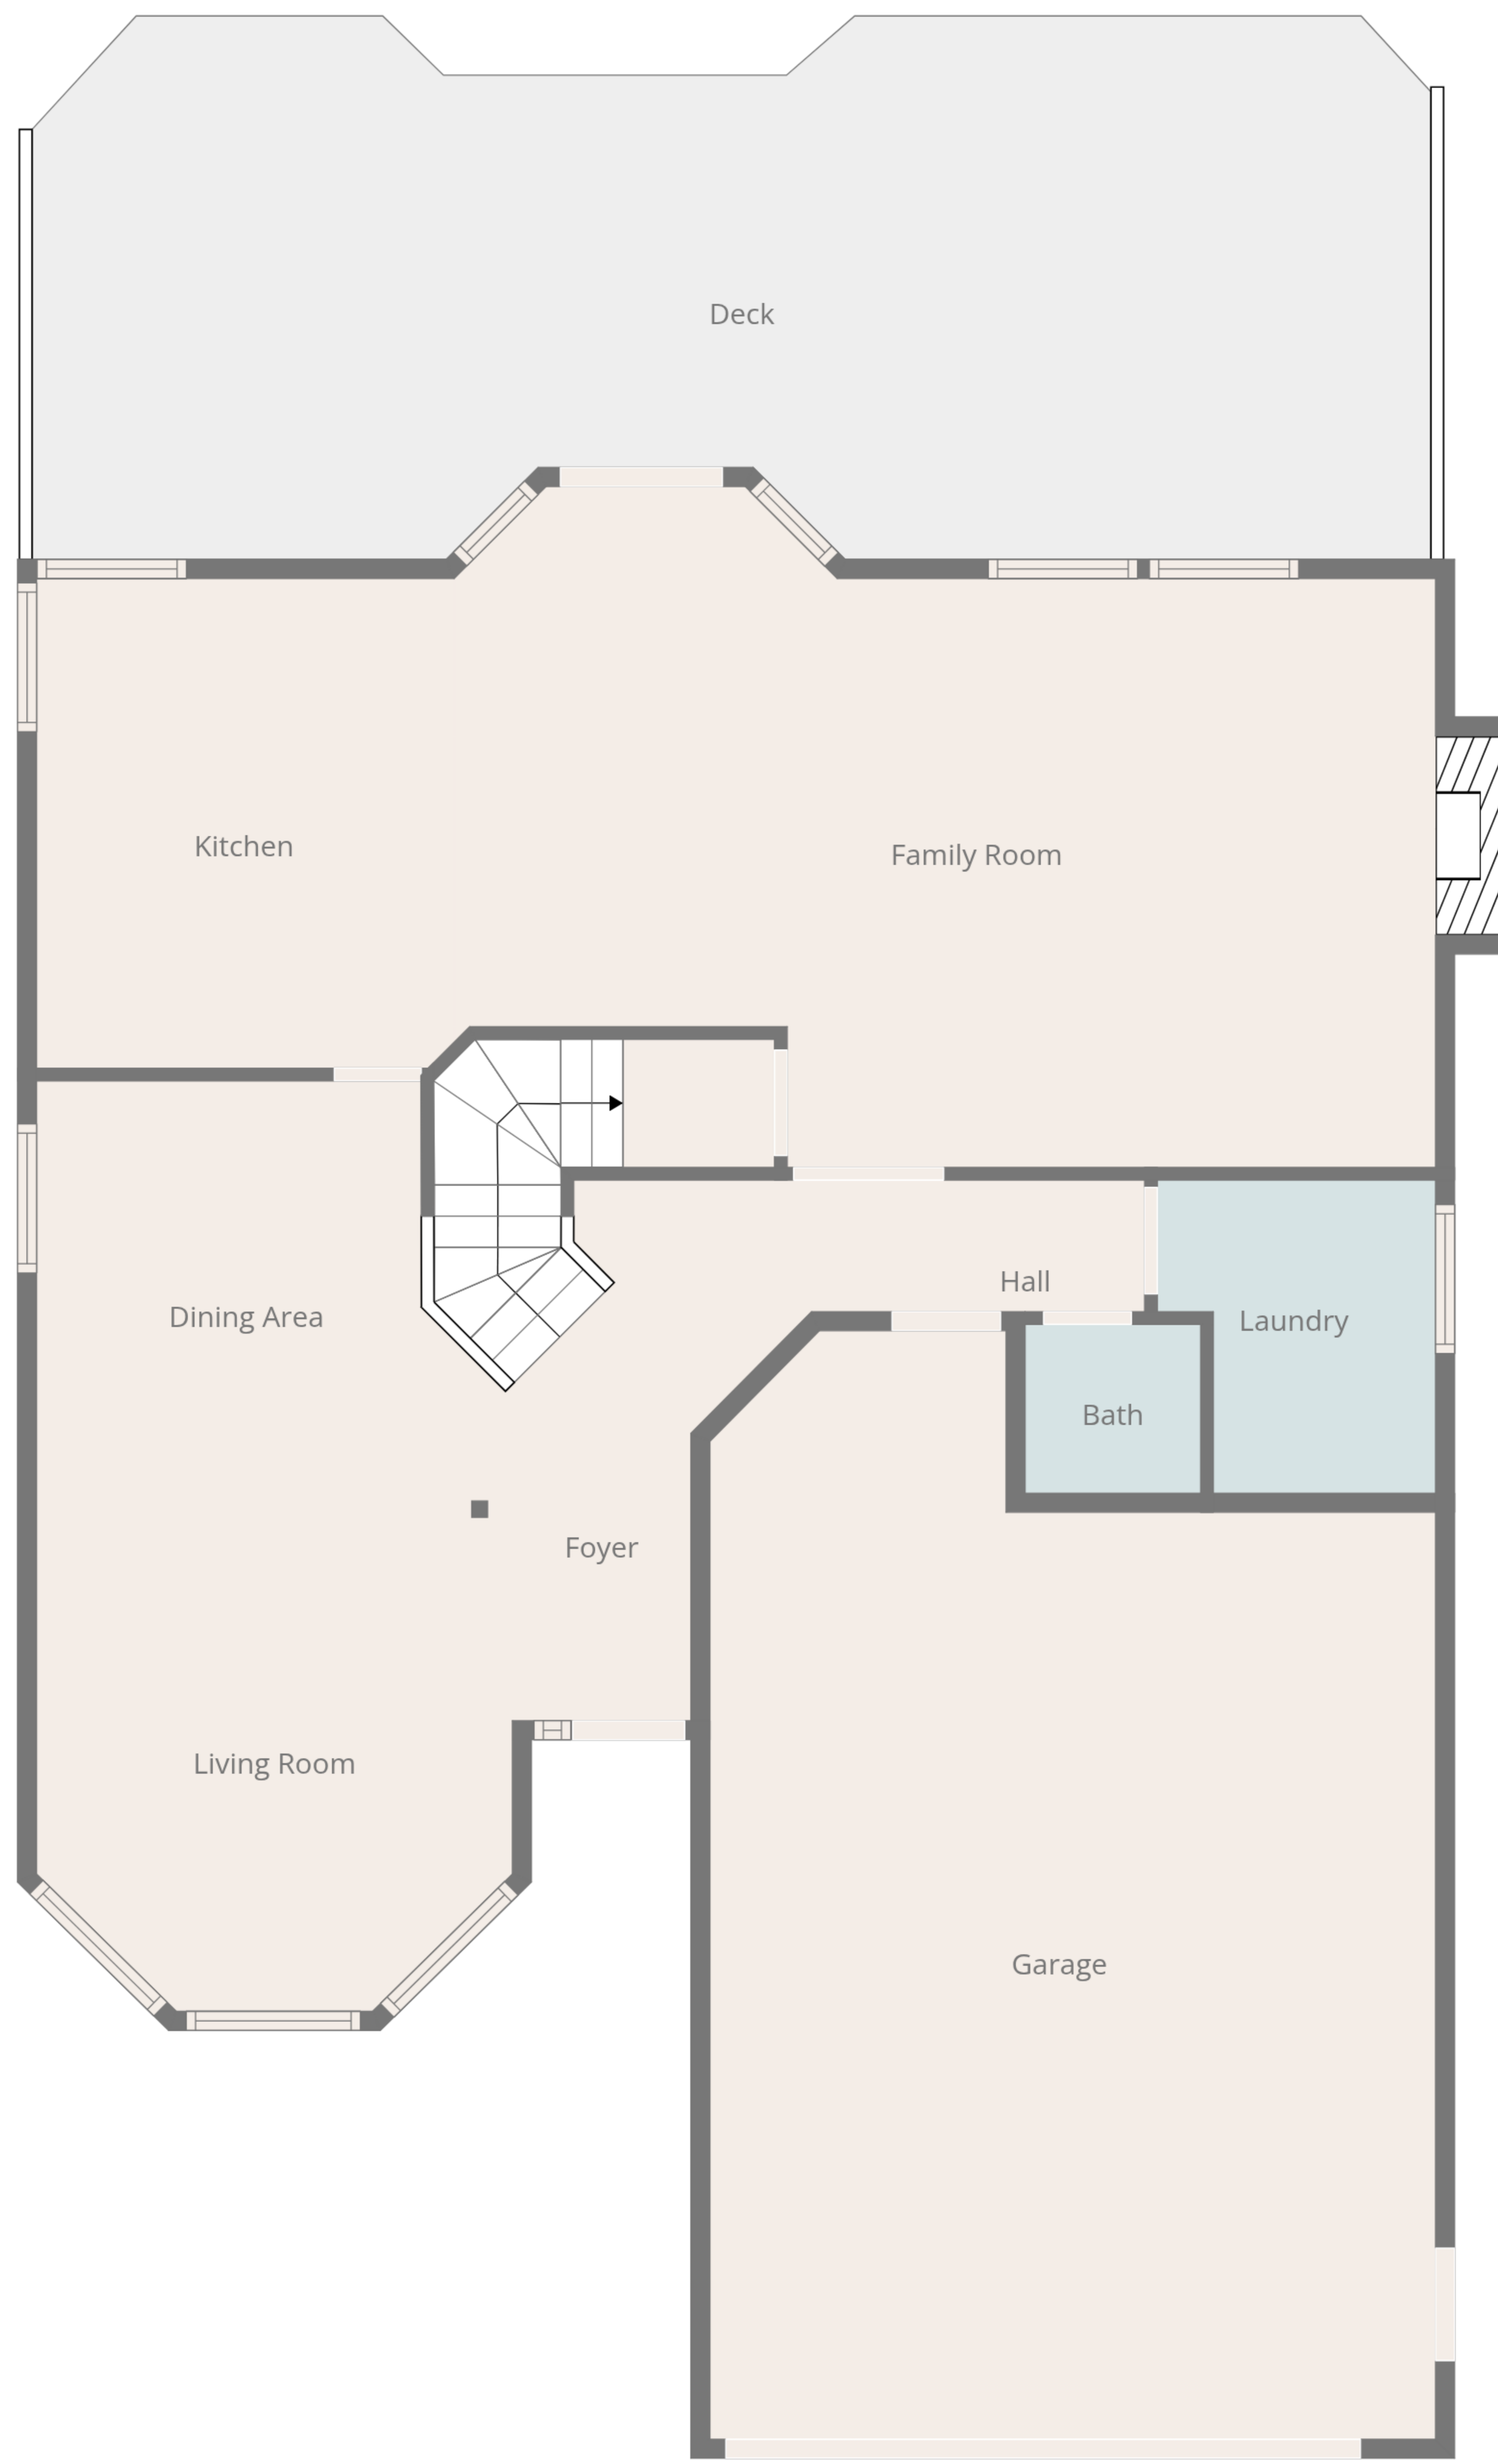 Deck
Kitchen
Family Room
Hall
Dining Area
Laundry
Bath
Foyer
Living Room
Garage